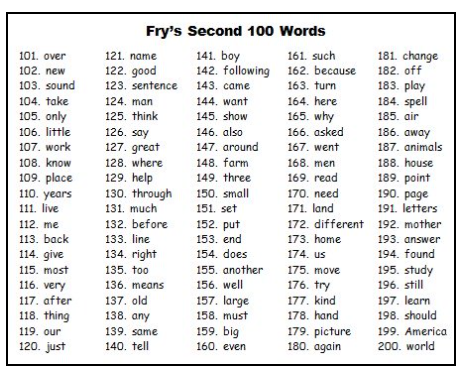 Fry's Second 100 Words
101. over 121. name 141. boy 161. such 181. change
102. new 122. good 142. following 162. because 182. off
103. sound 123. sentence 143. came 163. turn 183. play
104. take 124. man 144. want 164. here 184. spell
105. only 125. think 145. show 165. why 185. air
106. little 126. say 146. also 166. asked 186. away
107. work 127. great 147. around 167. went 187. animals
108. know 128. where 148. farm 168. men 188. house
109. place 129. help 149. three 169. read 189. point
110. years 130. through 150. small 170. need 190. page
111. live 131. much 151. set 171. land 191. letters
112. me 132. before 152. put 172. different 192. mother
113. back 133. line 153. end 173. home 193. answer
114. give 134. right 154. does 174. us 194. found
115. most 135. too 155. another 175. move 195. study
116. very 136. means 156. well 176. try 196. still
117. after 137. old 157. large 177. kind 197. learn
118. thing 138. any 158. must 178. hand 198. should
119. our 139. same 159. big 179. picture 199. America
120. just 140. tell 160. even 180. again 200. world